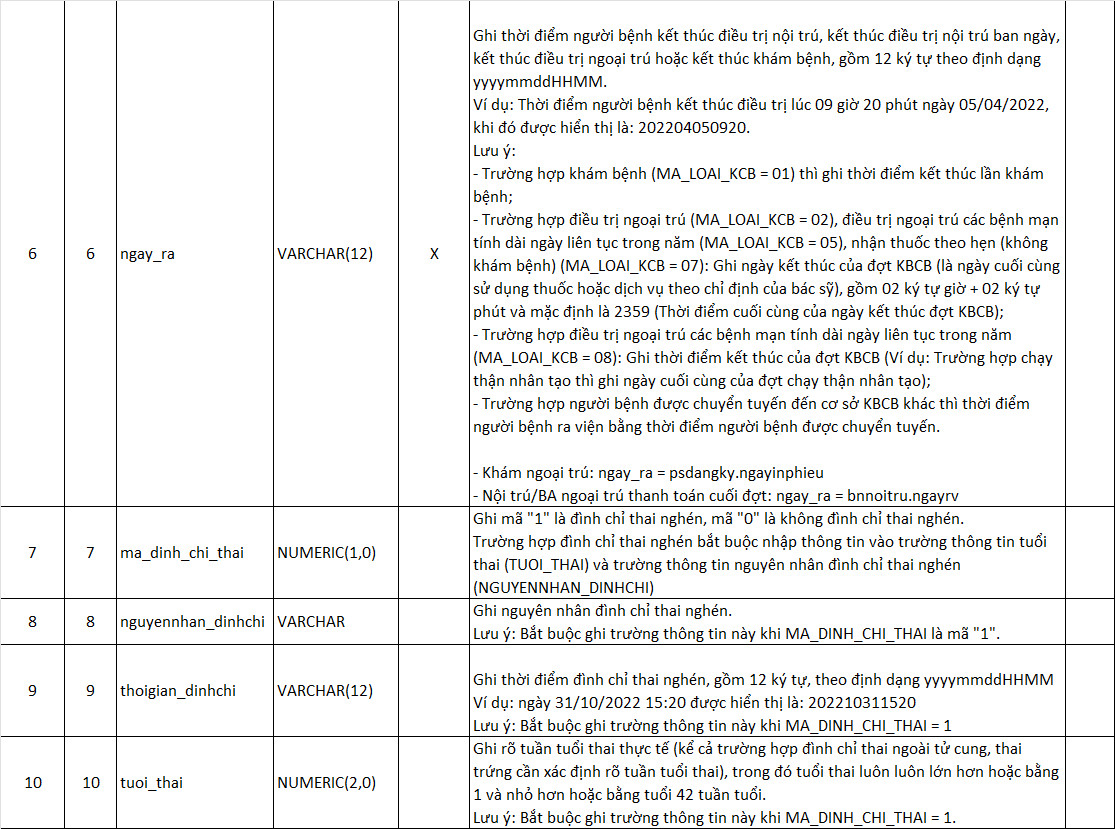 Ghi thời điểm người bệnh kết thúc điều trị nội trú, kết thúc điều trị nội trú ban ngày,
kết thúc điều trị ngoại trú hoặc kết thúc khám bệnh, gồm 12 ký tự theo định dạng
yyyymmddHHMM.
Ví dụ: Thời điểm người bệnh kết thúc điều trị lúc 09 giờ 20 phút ngày 05/04/2022,
khi đó được hiển thị là: 202204050920.
Lưu ý:
- Trường hợp khám bệnh (MA_LOAI_KCB = 01) thì ghi thời điểm kết thúc lần khám
bệnh;
- Trường hợp điều trị ngoại trú (MA_LOAI_KCB = 02), điều trị ngoại trú các bệnh mạn
6 6 ngay_ra VARCHAR(12) X tính dài ngày liên tục trong năm (MA_LOAI_KCB = 05), nhận thuốc theo hẹn (không
khám bệnh) (MA_LOAI_KCB = 07): Ghi ngày kết thúc của đợt KBCB (là ngày cuối cùng
sử dụng thuốc hoặc dịch vụ theo chỉ định của bác sỹ), gồm 02 ký tự giờ + 02 ký tự
phút và mặc định là 2359 (Thời điểm cuối cùng của ngày kết thúc đợt KBCB);
- Trường hợp điều trị ngoại trú các bệnh mạn tính dài ngày liên tục trong năm
(MA_LOAI_KCB = 08): Ghi thời điểm kết thúc của đợt KBCB (Ví dụ: Trường hợp chạy
thận nhân tạo thì ghi ngày cuối cùng của đợt chạy thận nhân tạo);
- Trường hợp người bệnh được chuyển tuyến đến cơ sở KBCB khác thì thời điểm
người bệnh ra viện bằng thời điểm người bệnh được chuyển tuyến.
- Khám ngoại trú: ngay_ra = psdangky.ngayinphieu
- Nội trú/BA ngoại trú thanh toán cuối đợt: ngay_ra = bnnoitru.ngayrv
Ghi mã "1" là đình chỉ thai nghén, mã "0" là không đình chỉ thai nghén.
7 7 ma_dinh_chi_thai NUMERIC(1,0) Trường hợp đình chỉ thai nghén bắt buộc nhập thông tin vào trường thông tin tuổi
thai (TUOI_THAI) và trường thông tin nguyên nhân đình chỉ thai nghén
(NGUYENNHAN_DINHCHI)
8 8 nguyennhan_dinhchi VARCHAR Ghi nguyên nhân đình chỉ thai nghén.
Lưu ý: Bắt buộc ghi trường thông tin này khi MA_DINH_CHI_THAI là mã "1".
9 9 thoigian_dinhchi VARCHAR(12) Ghi thời điểm đình chỉ thai nghén, gồm 12 ký tự, theo định dạng yyyymmddHHMM
Ví dụ: ngày 31/10/2022 15:20 được hiển thị là: 202210311520
Lưu ý: Bắt buộc ghi trường thông tin này khi MA_DINH_CHI_THAI = 1
Ghi rõ tuần tuổi thai thực tế (kể cả trường hợp đình chỉ thai ngoài tử cung, thai
10 10 tuoi_thai NUMERIC(2,0) trứng cần xác định rõ tuần tuổi thai), trong đó tuổi thai luôn luôn lớn hơn hoặc bằng
1 và nhỏ hơn hoặc bằng tuổi 42 tuần tuổi.
Lưu ý: Bắt buộc ghi trường thông tin này khi MA_DINH_CHI_THAI = 1.